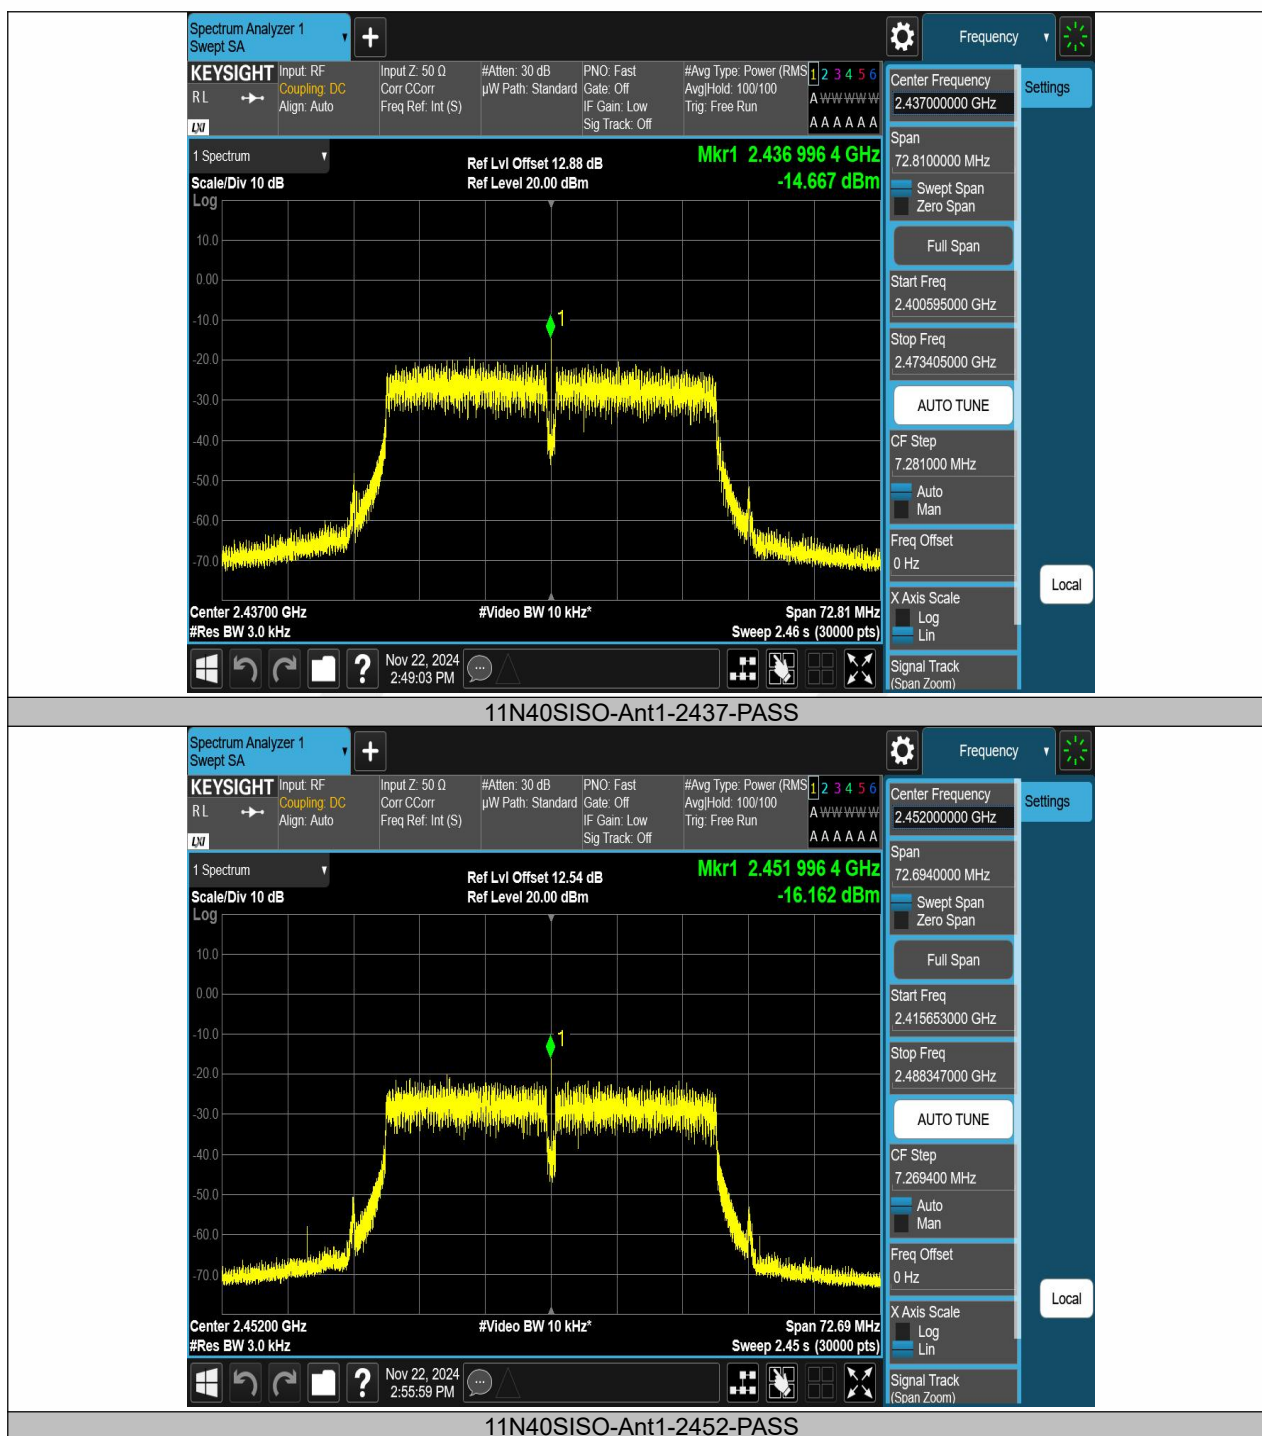 Spectrum Analyzer 1
Swept SA
+
Frequency
KEYSIGHT
R L
LXI
Input: RF
Coupling: DC
Align: Auto
Input Z: 50 Ω
Corr CCorr
Freq Ref: Int (S)
#Atten: 30 dB
µW Path: Standard
PNO: Fast
Gate: Off
IF Gain: Low
Sig Track: Off
#Avg Type: Power (RMS
Avg|Hold: 100/100
Trig: Free Run
1 2 3 4 5 6
A W W W W W
A A A A A A
1 Spectrum
Scale/Div 10 dB
Log
Ref Lvl Offset 12.88 dB
Ref Level 20.00 dBm
Mkr1 2.436 996 4 GHz
-14.667 dBm
10.0
0.00
-10.0
-20.0
-30.0
-40.0
-50.0
-60.0
-70.0
1
Center 2.43700 GHz
#Res BW 3.0 kHz
#Video BW 10 kHz*
Span 72.81 MHz
Sweep 2.46 s (30000 pts)
?
Nov 22, 2024
2:49:03 PM
Center Frequency
2.437000000 GHz
Settings
Span
72.8100000 MHz
Swept Span
Zero Span
Full Span
Start Freq
2.400595000 GHz
Stop Freq
2.473405000 GHz
AUTO TUNE
CF Step
7.281000 MHz
Auto
Man
Freq Offset
0 Hz
X Axis Scale
Log
Lin
Local
Signal Track
(Span Zoom)
11N40SISO-Ant1-2437-PASS
Spectrum Analyzer 1
Swept SA
+
Frequency
KEYSIGHT
R L
LXI
Input: RF
Coupling: DC
Align: Auto
Input Z: 50 Ω
Corr CCorr
Freq Ref: Int (S)
#Atten: 30 dB
µW Path: Standard
PNO: Fast
Gate: Off
IF Gain: Low
Sig Track: Off
#Avg Type: Power (RMS
Avg|Hold: 100/100
Trig: Free Run
1 2 3 4 5 6
A W W W W W
A A A A A A
1 Spectrum
Scale/Div 10 dB
Log
Ref Lvl Offset 12.54 dB
Ref Level 20.00 dBm
Mkr1 2.451 996 4 GHz
-16.162 dBm
10.0
0.00
-10.0
-20.0
-30.0
-40.0
-50.0
-60.0
-70.0
1
Center 2.45200 GHz
#Res BW 3.0 kHz
#Video BW 10 kHz*
Span 72.69 MHz
Sweep 2.45 s (30000 pts)
?
Nov 22, 2024
2:55:59 PM
Center Frequency
2.452000000 GHz
Settings
Span
72.6940000 MHz
Swept Span
Zero Span
Full Span
Start Freq
2.415653000 GHz
Stop Freq
2.488347000 GHz
AUTO TUNE
CF Step
7.269400 MHz
Auto
Man
Freq Offset
0 Hz
X Axis Scale
Log
Lin
Local
Signal Track
(Span Zoom)
11N40SISO-Ant1-2452-PASS